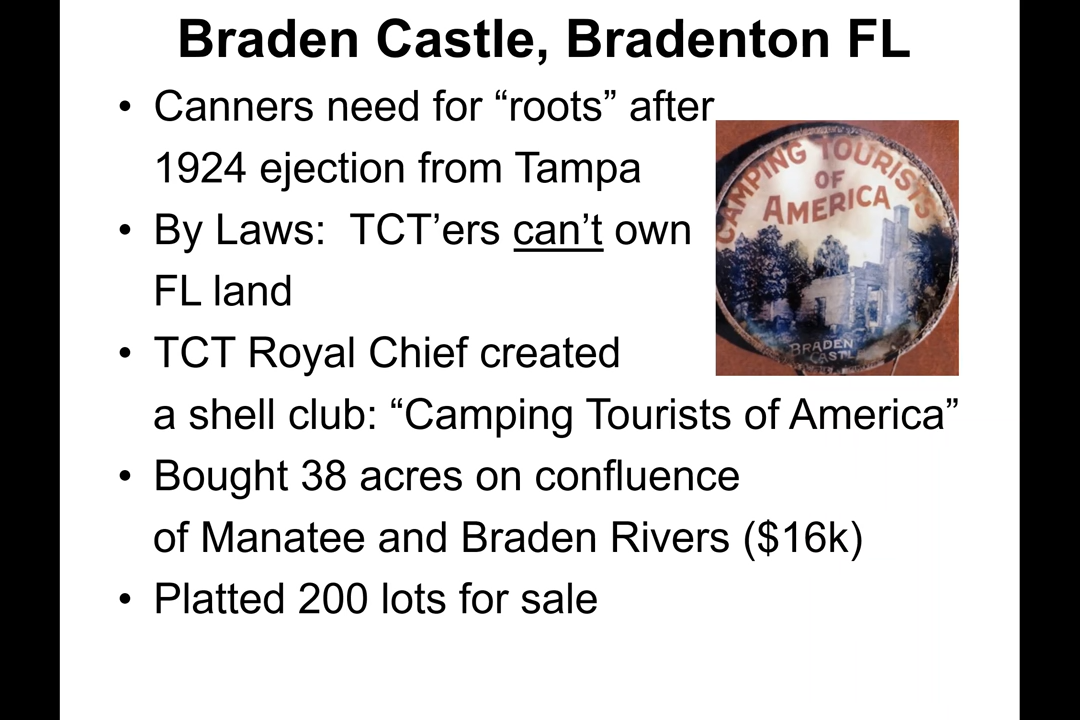 Braden Castle, Bradenton FL
• Canners need for “roots” after
1924 ejection from Tampa
• By Laws: TCT’ers can’t own
FL land
• TCT Royal Chief created
a shell club: “Camping Tourists of America”
• Bought 38 acres on confluence
of Manatee and Braden Rivers ($16k)
• Platted 200 lots for sale
CAMPING TOURISTS
OF
AMERICA
BRADEN
CASTLE